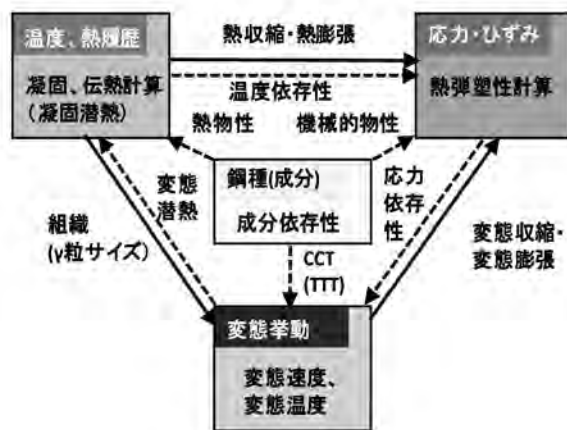 温度、熱履歴
凝固、伝熱計算
(凝固潜熱)
熱収縮・熱膨張
温度依存性
熱物性
機械的物性
応力・ひずみ
熱弾塑性計算
鋼種(成分)
成分依存性
変態
潜熱
応力
依存
性
組織
(γ粒サイズ)
CCT
(TTT)
変態収縮・
変態膨張
変態挙動
変態速度、
変態温度